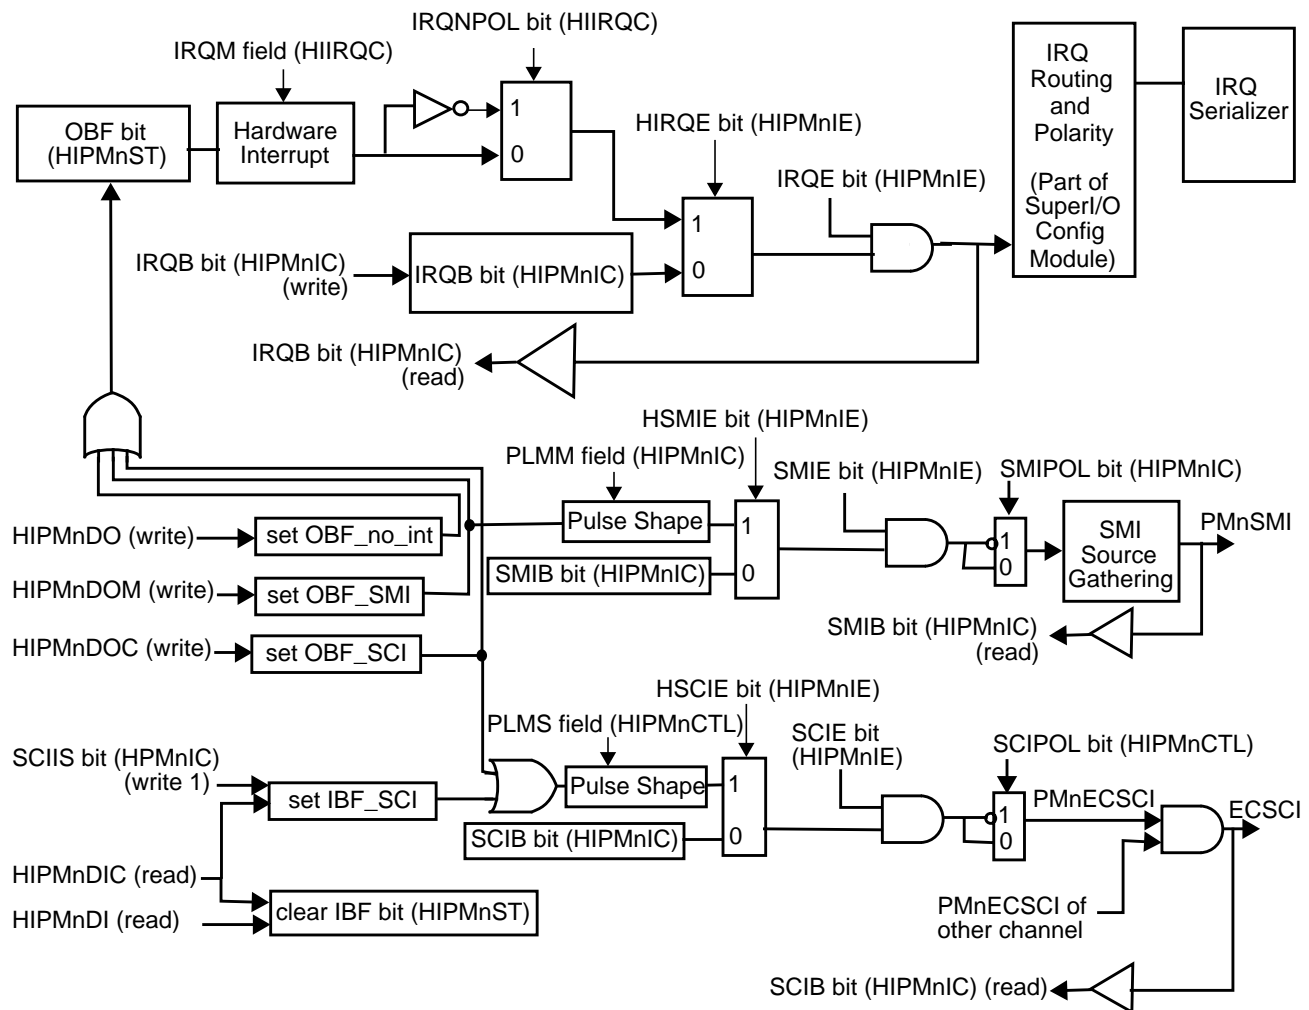 IRQNPOL bit (HIIRQC)
IRQM field (HIIRQC)
OBF bit
(HIPMnST)
Hardware
Interrupt
1
0
HIRQE bit (HIPMnIE)
IRQE bit (HIPMnIE)
IRQ
Routing
and
Polarity
(Part of
SuperI/O
Config
Module)
IRQ
Serializer
IRQB bit (HIPMnIC)
(write)
IRQB bit (HIPMnIC)
1
0
IRQB bit (HIPMnIC)
(read)
HSMIE bit (HIPMnIE)
PLMM field (HIPMnIC)
SMIE bit (HIPMnIE)
SMIPOL bit (HIPMnIC)
HIPMnDO (write)
set OBF_no_int
Pulse Shape
1
0
SMIB bit (HIPMnIC)
1
0
SMI
Source
Gathering
PMnSMI
HIPMnDOM (write)
set OBF_SMI
SMIB bit (HIPMnIC)
(read)
HIPMnDOC (write)
set OBF_SCI
HSCIE bit (HIPMnIE)
PLMS field (HIPMnCTL)
SCIE bit
(HIPMnIE)
SCIPOL bit (HIPMnCTL)
SCIIS bit (HPMnIC)
(write 1)
set IBF_SCI
Pulse Shape
1
0
SCIB bit (HIPMnIC)
1
0
PMnECSCI
ECSCI
HIPMnDIC (read)
HIPMnDI (read)
clear IBF bit (HIPMnST)
PMnECSCI of
other channel
SCIB bit (HIPMnIC) (read)